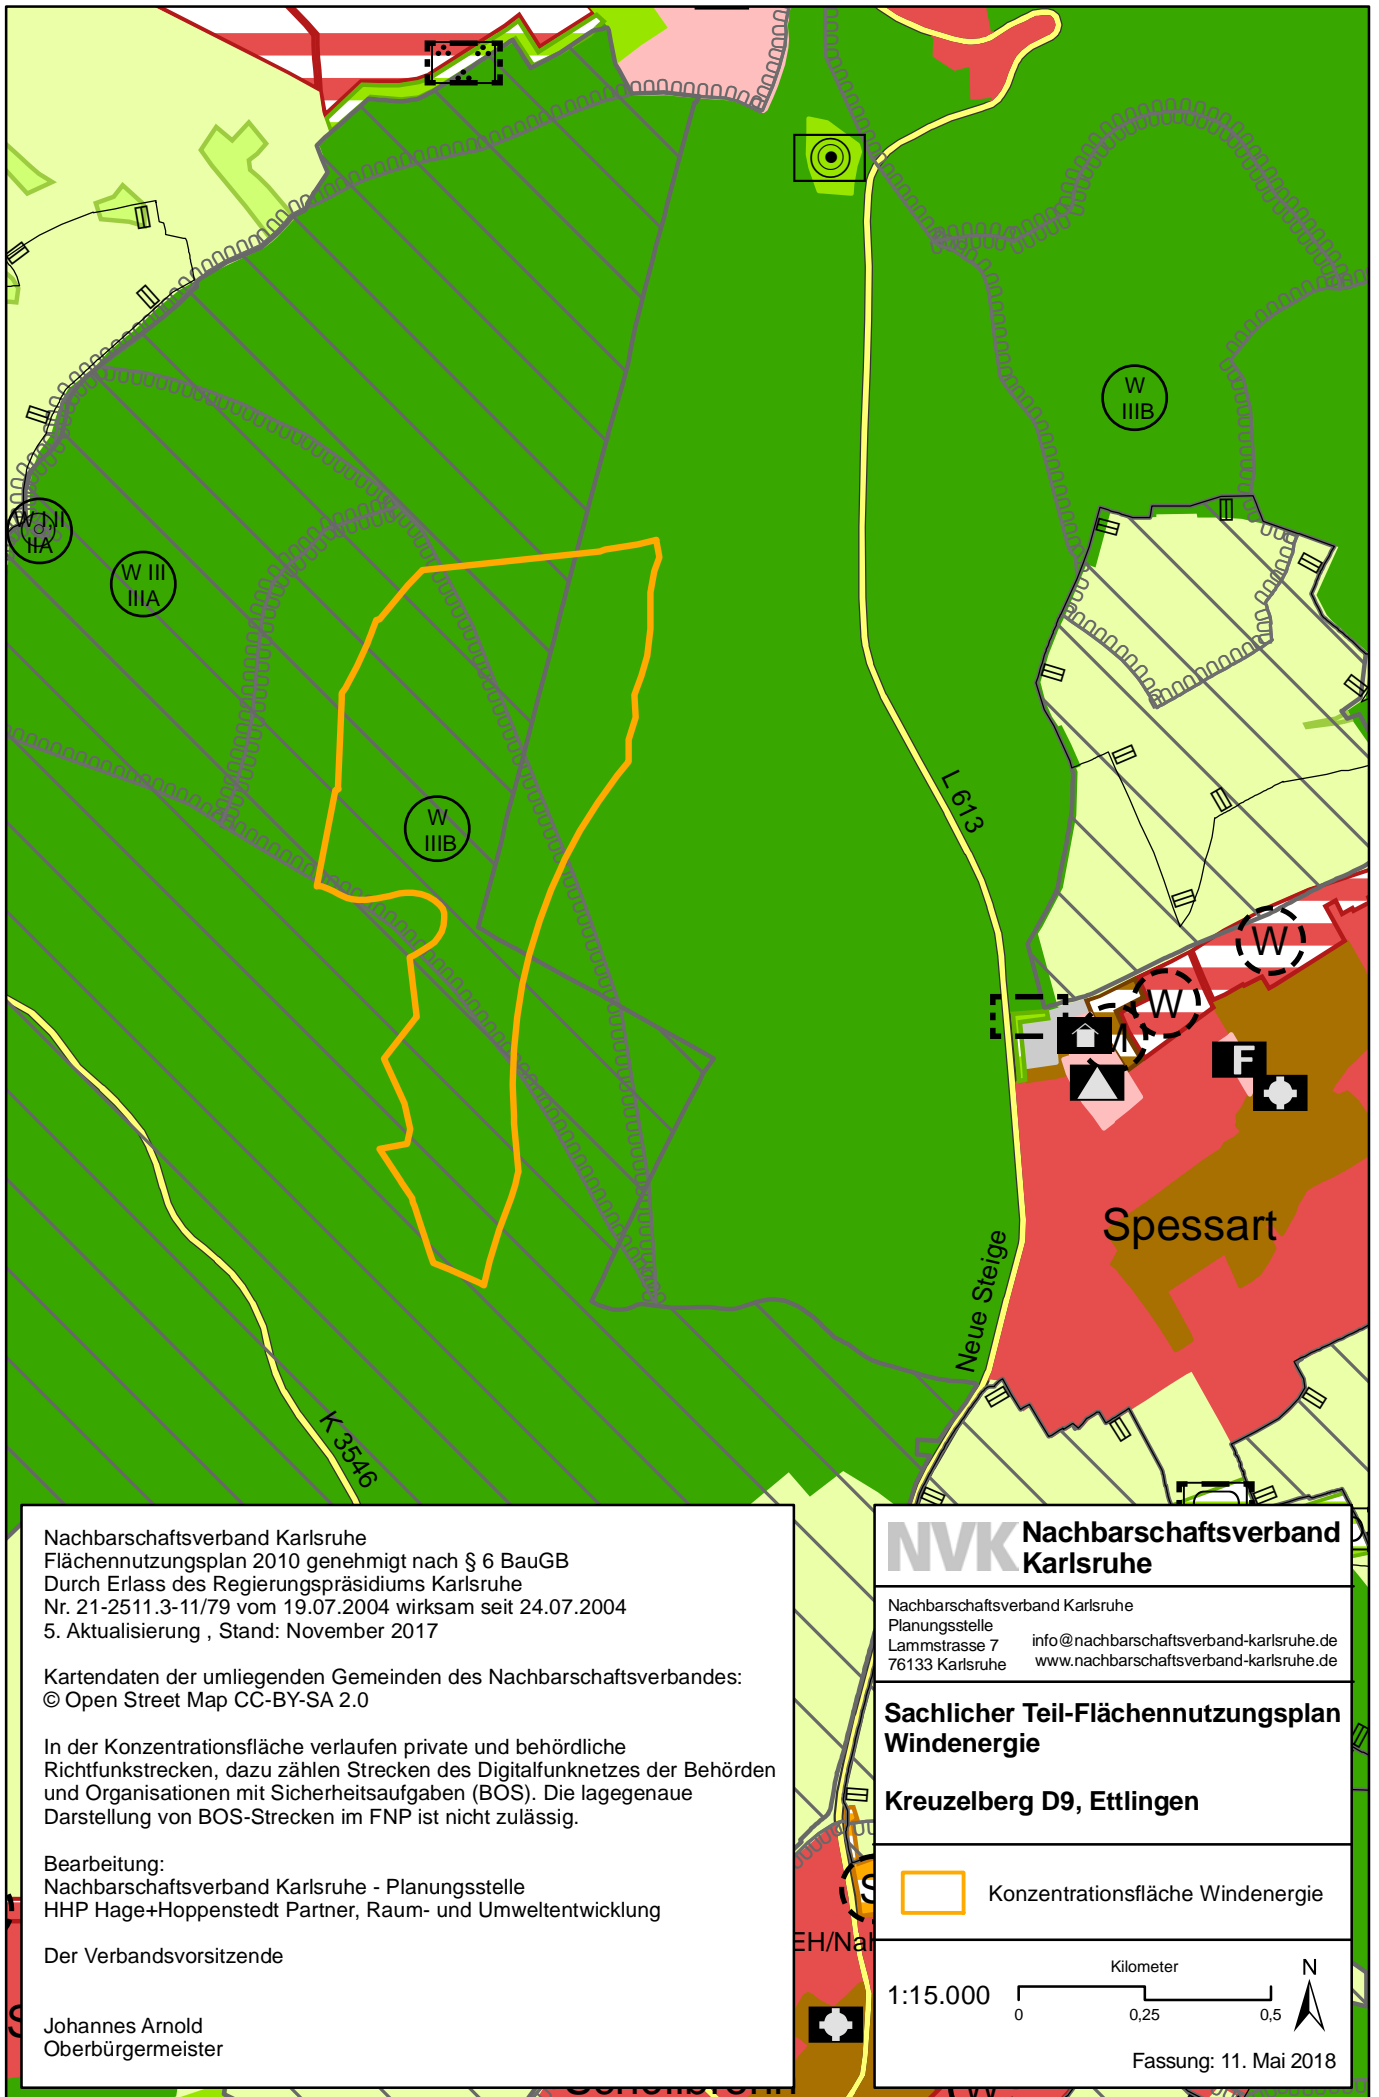 W
IIIB
W I,II
IIA
W III
IIIA
W
IIIB
L 613
W
W
M
F
Spessart
Neue Steige
K 3546
Nachbarschaftsverband Karlsruhe
Flächennutzungsplan 2010 genehmigt nach § 6 BauGB
Durch Erlass des Regierungspräsidiums Karlsruhe
Nr. 21-2511.3-11/79 vom 19.07.2004 wirksam seit 24.07.2004
5. Aktualisierung , Stand: November 2017
Kartendaten der umliegenden Gemeinden des Nachbarschaftsverbandes:
© Open Street Map CC-BY-SA 2.0
In der Konzentrationsfläche verlaufen private und behördliche
Richtfunkstrecken, dazu zählen Strecken des Digitalfunknetzes der Behörden
und Organisationen mit Sicherheitsaufgaben (BOS). Die lagegenaue
Darstellung von BOS-Strecken im FNP ist nicht zulässig.
Bearbeitung:
Nachbarschaftsverband Karlsruhe - Planungsstelle
HHP Hage+Hoppenstedt Partner, Raum- und Umweltentwicklung
Der Verbandsvorsitzende
Johannes Arnold
Oberbürgermeister
NVK Nachbarschaftsverband
Karlsruhe
Nachbarschaftsverband Karlsruhe
Planungsstelle
Lammstrasse 7 info@nachbarschaftsverband-karlsruhe.de
76133 Karlsruhe www.nachbarschaftsverband-karlsruhe.de
Sachlicher Teil-Flächennutzungsplan
Windenergie
Kreuzelberg D9, Ettlingen
Konzentrationsfläche Windenergie
EH/Nah
Kilometer
N
1:15.000
0 0,25 0,5
Fassung: 11. Mai 2018